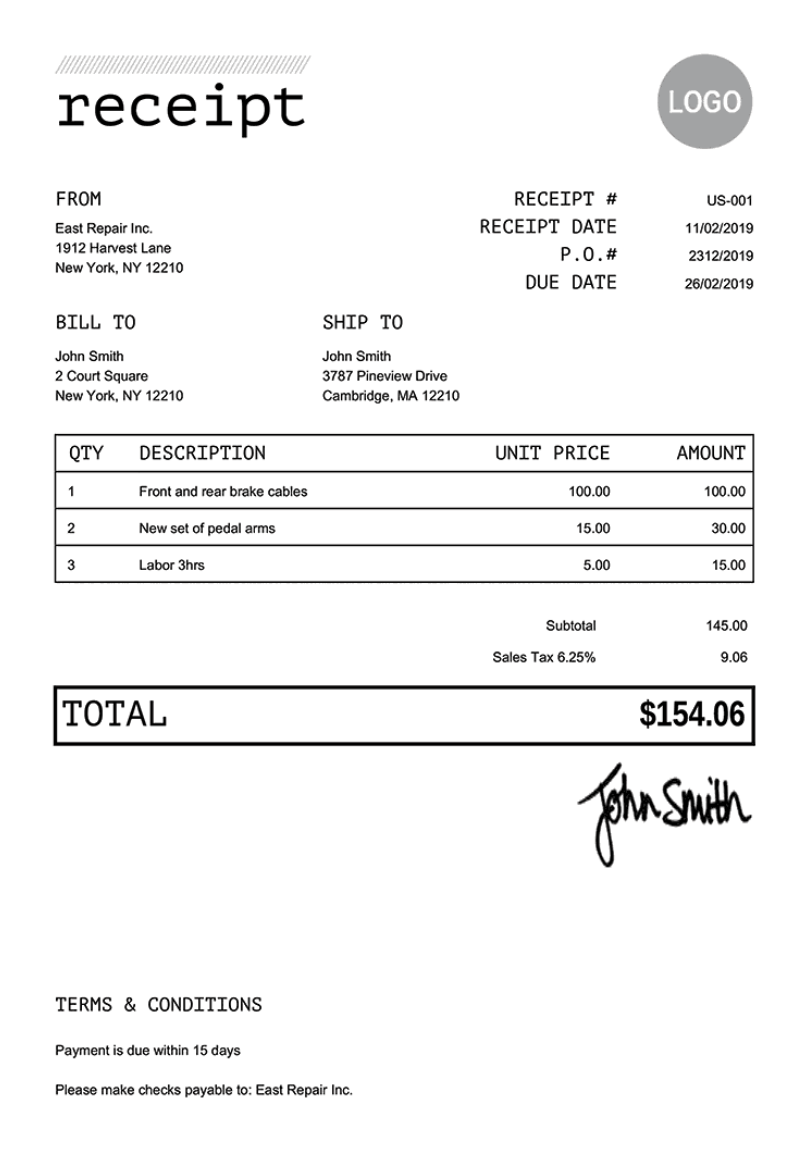 receipt
LOGO
FROM
East Repair Inc.
1912 Harvest Lane
New York, NY 12210
RECEIPT # US-001
RECEIPT DATE 11/02/2019
P.O.# 2312/2019
DUE DATE 26/02/2019
BILL TO
John Smith
2 Court Square
New York, NY 12210
SHIP TO
John Smith
3787 Pineview Drive
Cambridge, MA 12210
QTY DESCRIPTION UNIT PRICE AMOUNT
1 Front and rear brake cables 100.00 100.00
2 New set of pedal arms 15.00 30.00
3 Labor 3hrs 5.00 15.00
Subtotal 145.00
Sales Tax 6.25% 9.06
TOTAL $154.06
John Smith
TERMS & CONDITIONS
Payment is due within 15 days
Please make checks payable to: East Repair Inc.